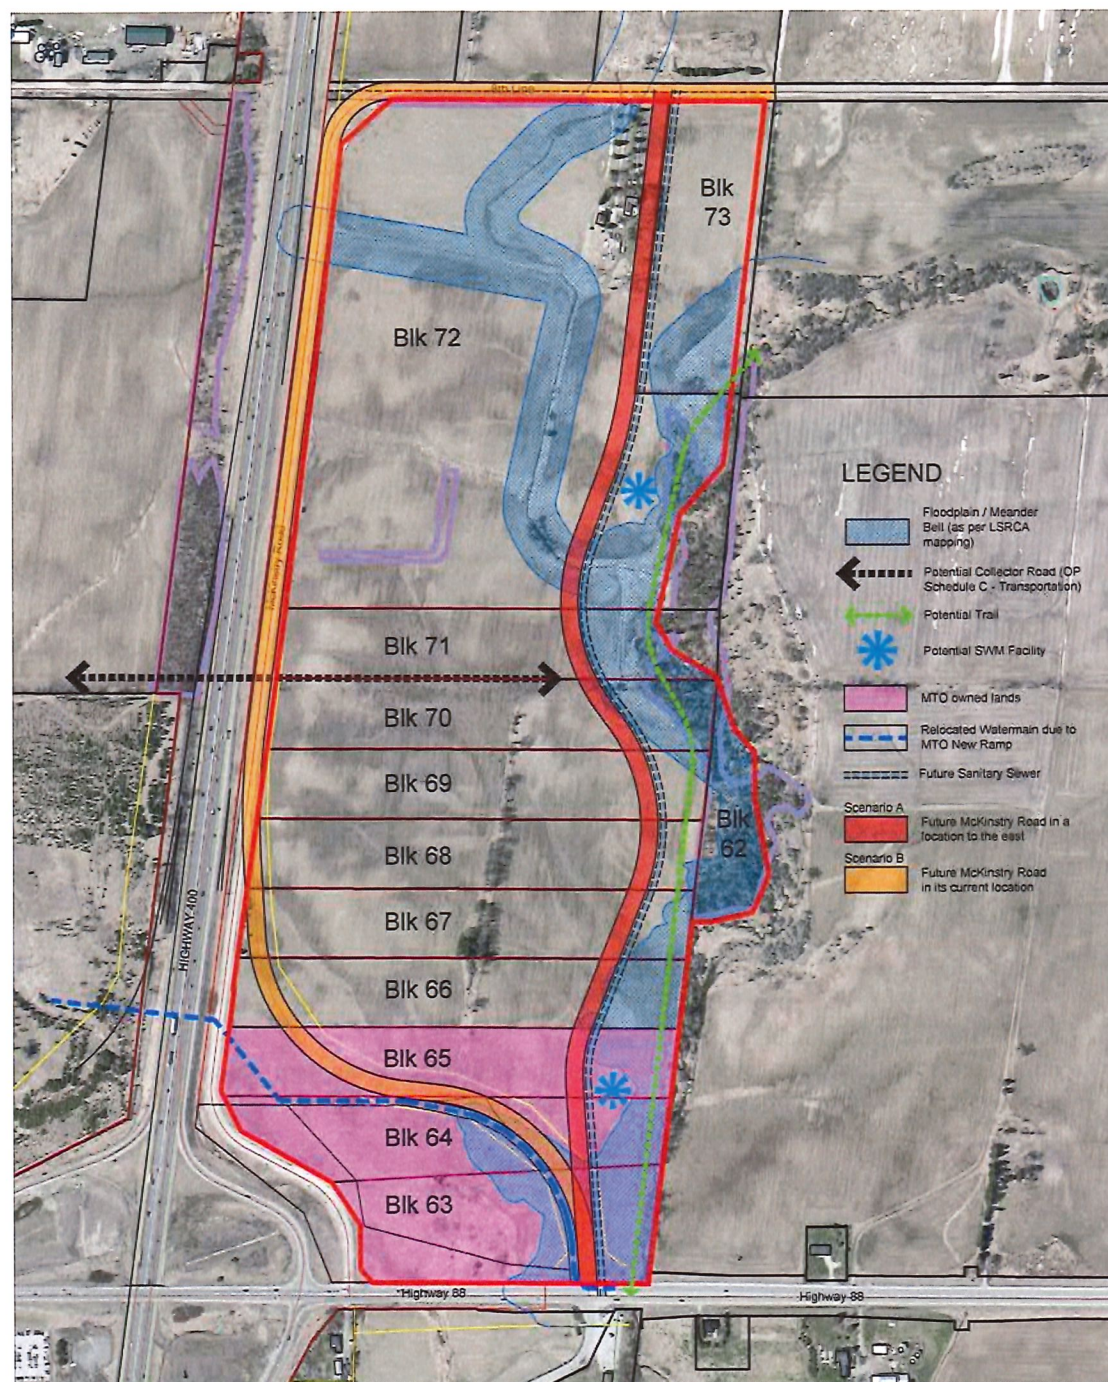 8th Line
Blk
73
Blk 72
LEGEND
Floodplain / Meander
Belt (as per LSRCA
mapping)
Potential Collector Road (OP
Schedule C - Transportation)
Potential Trail
Potential SWM Facility
MTO owned lands
Relocated Watermain due to
MTO New Ramp
Future Sanitary Sewer
Scenario A
Future McKinstry Road in a
location to the east
Scenario B
Future McKinstry Road
in its current location
McKinstry Road
Blk 71
Blk 70
Blk 69
Blk 68
Blk
62
Blk 67
HIGHWAY 400
Blk 66
Blk 65
Blk 64
Blk 63
Highway 88
Highway 88